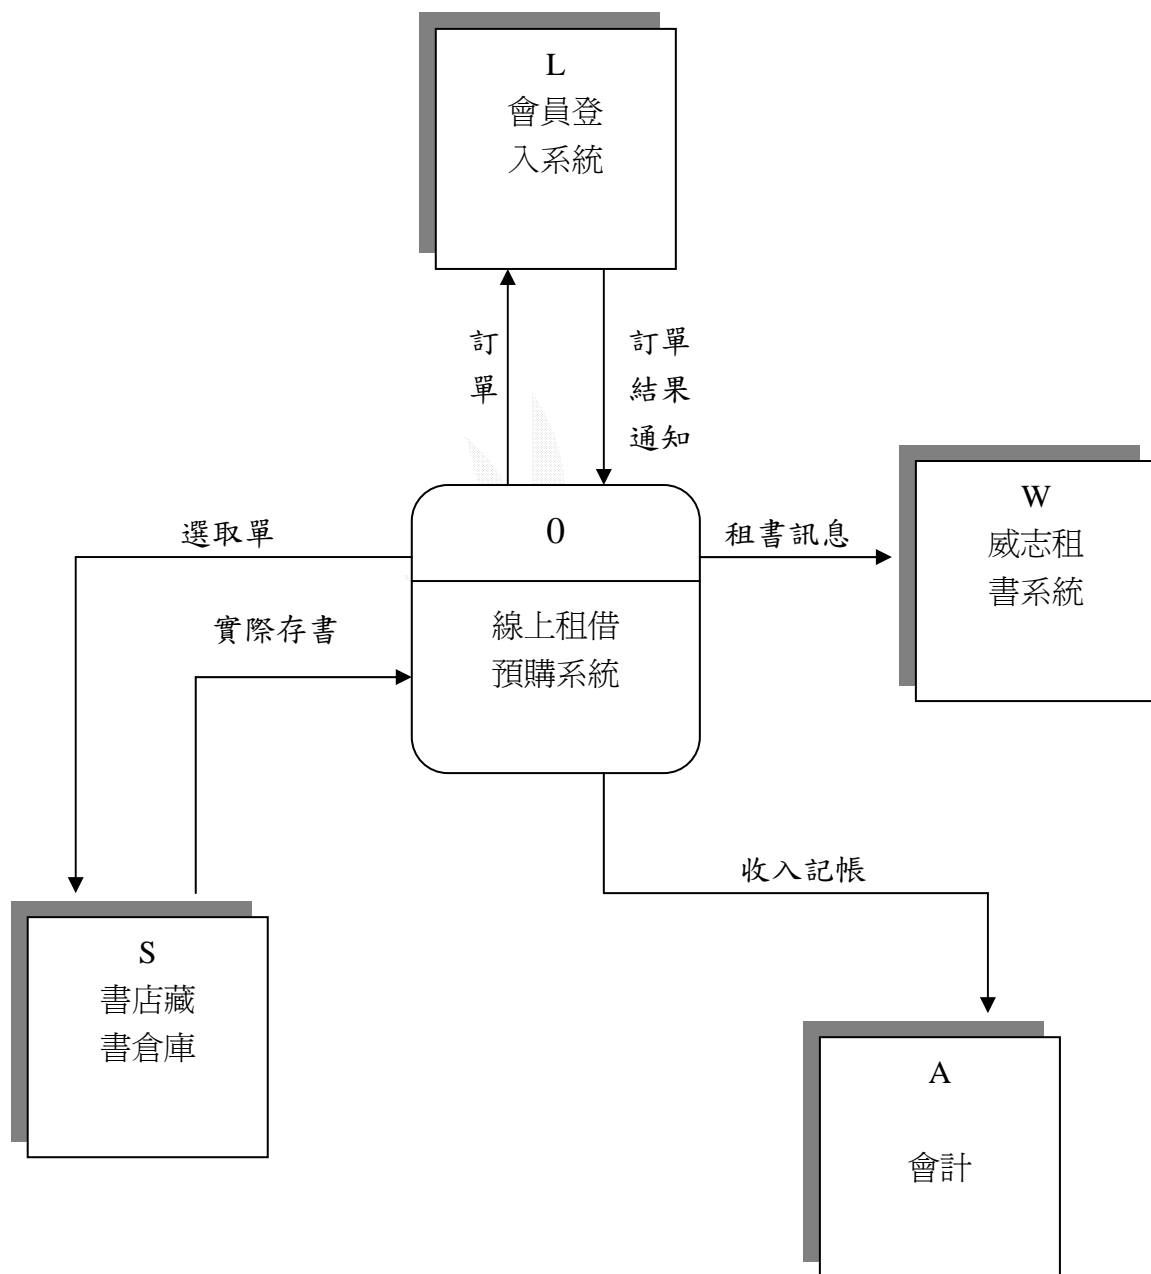 L
會員登
入系統
訂
單
訂單
結果
通知
W
威志租
書系統
0
線上租借
預購系統
選取單
租書訊息
實際存書
收入記帳
S
書店藏
書倉庫
A
會計